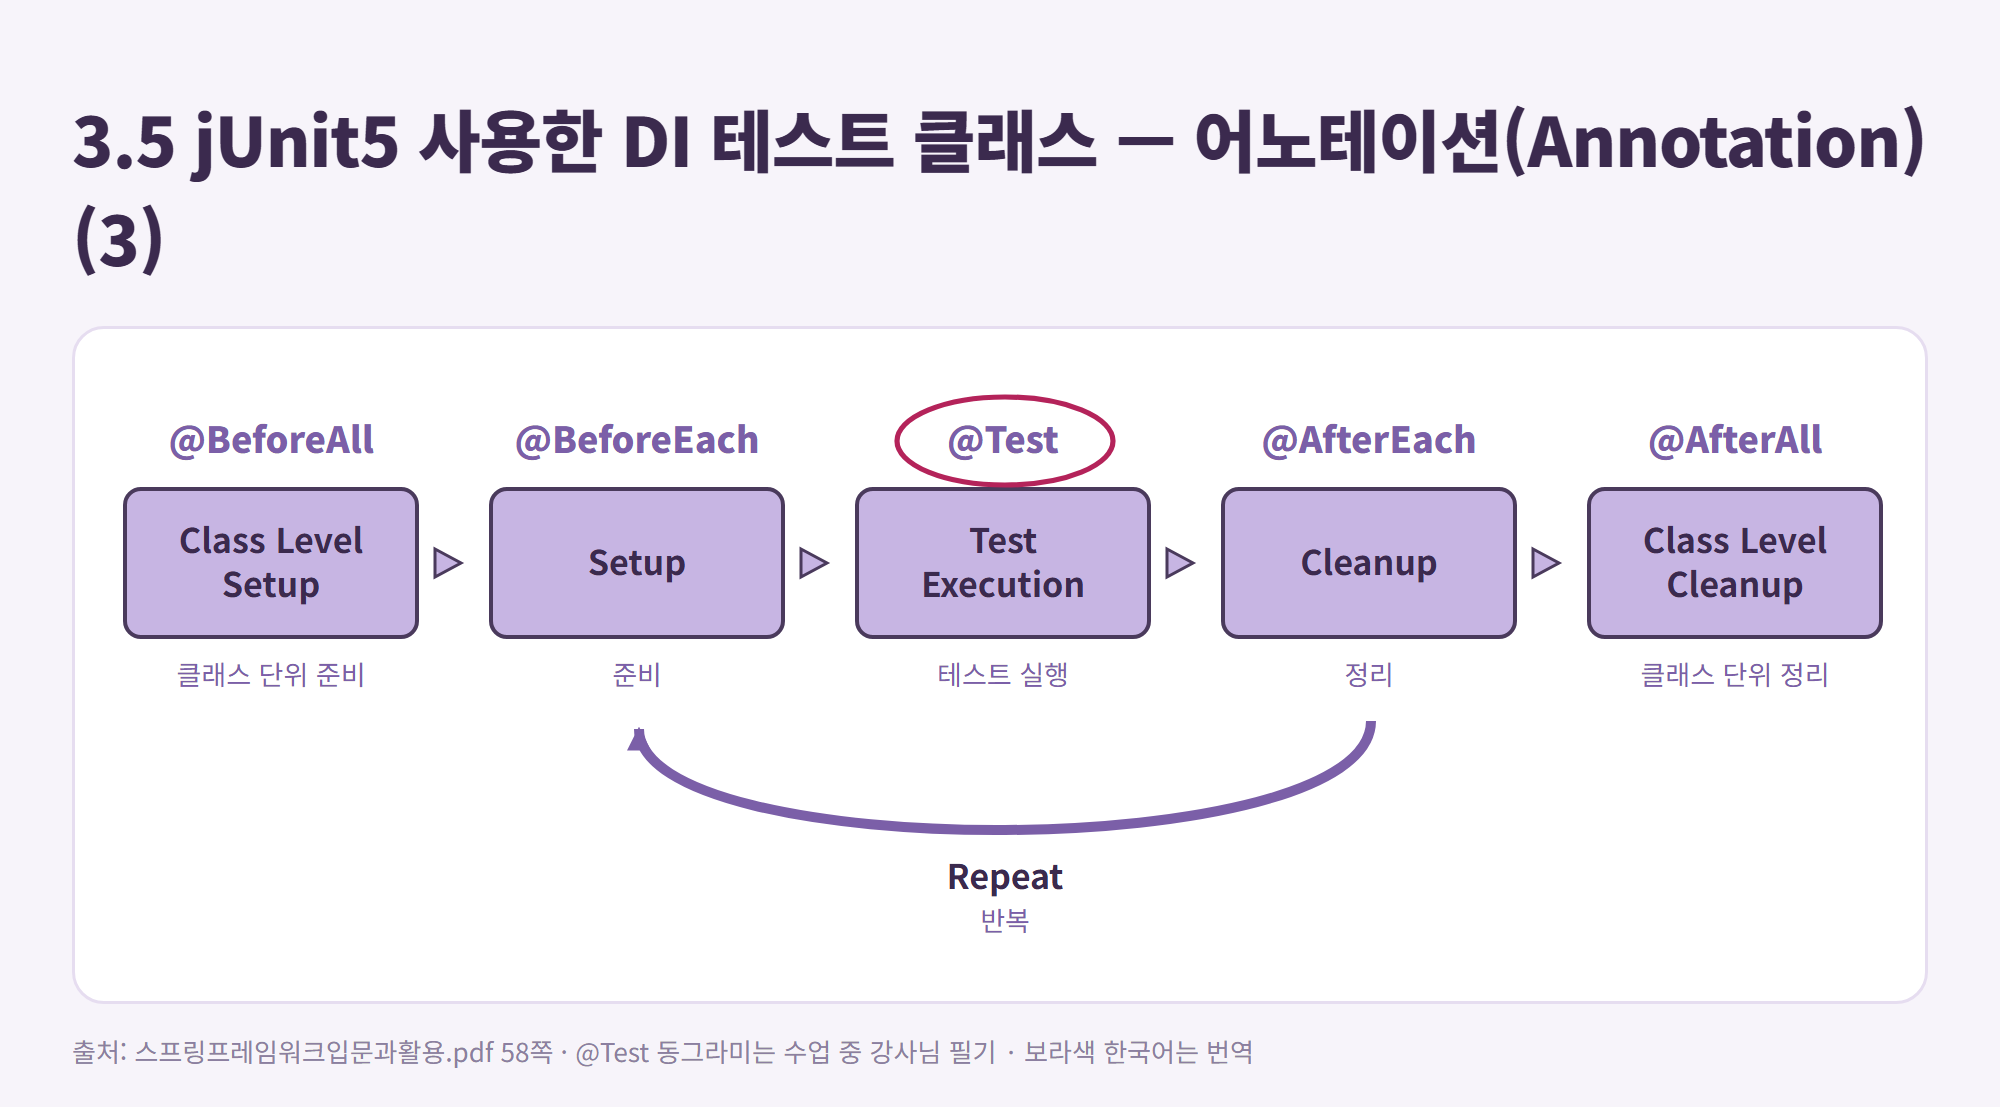 3.5 jUnit5 사용한 DI 테스트 클래스 — 어노테이션(Annotation)
(3)
@BeforeAll
@BeforeEach
@Test
@AfterEach
@AfterAll
Class Level
Setup
Setup
Test
Execution
Cleanup
Class Level
Cleanup
클래스 단위 준비
준비
테스트 실행
정리
클래스 단위 정리
Repeat
반복
출처: 스프링프레임워크입문과활용.pdf 58쪽 · @Test 동그라미는 수업 중 강사님 필기 · 보라색 한국어는 번역